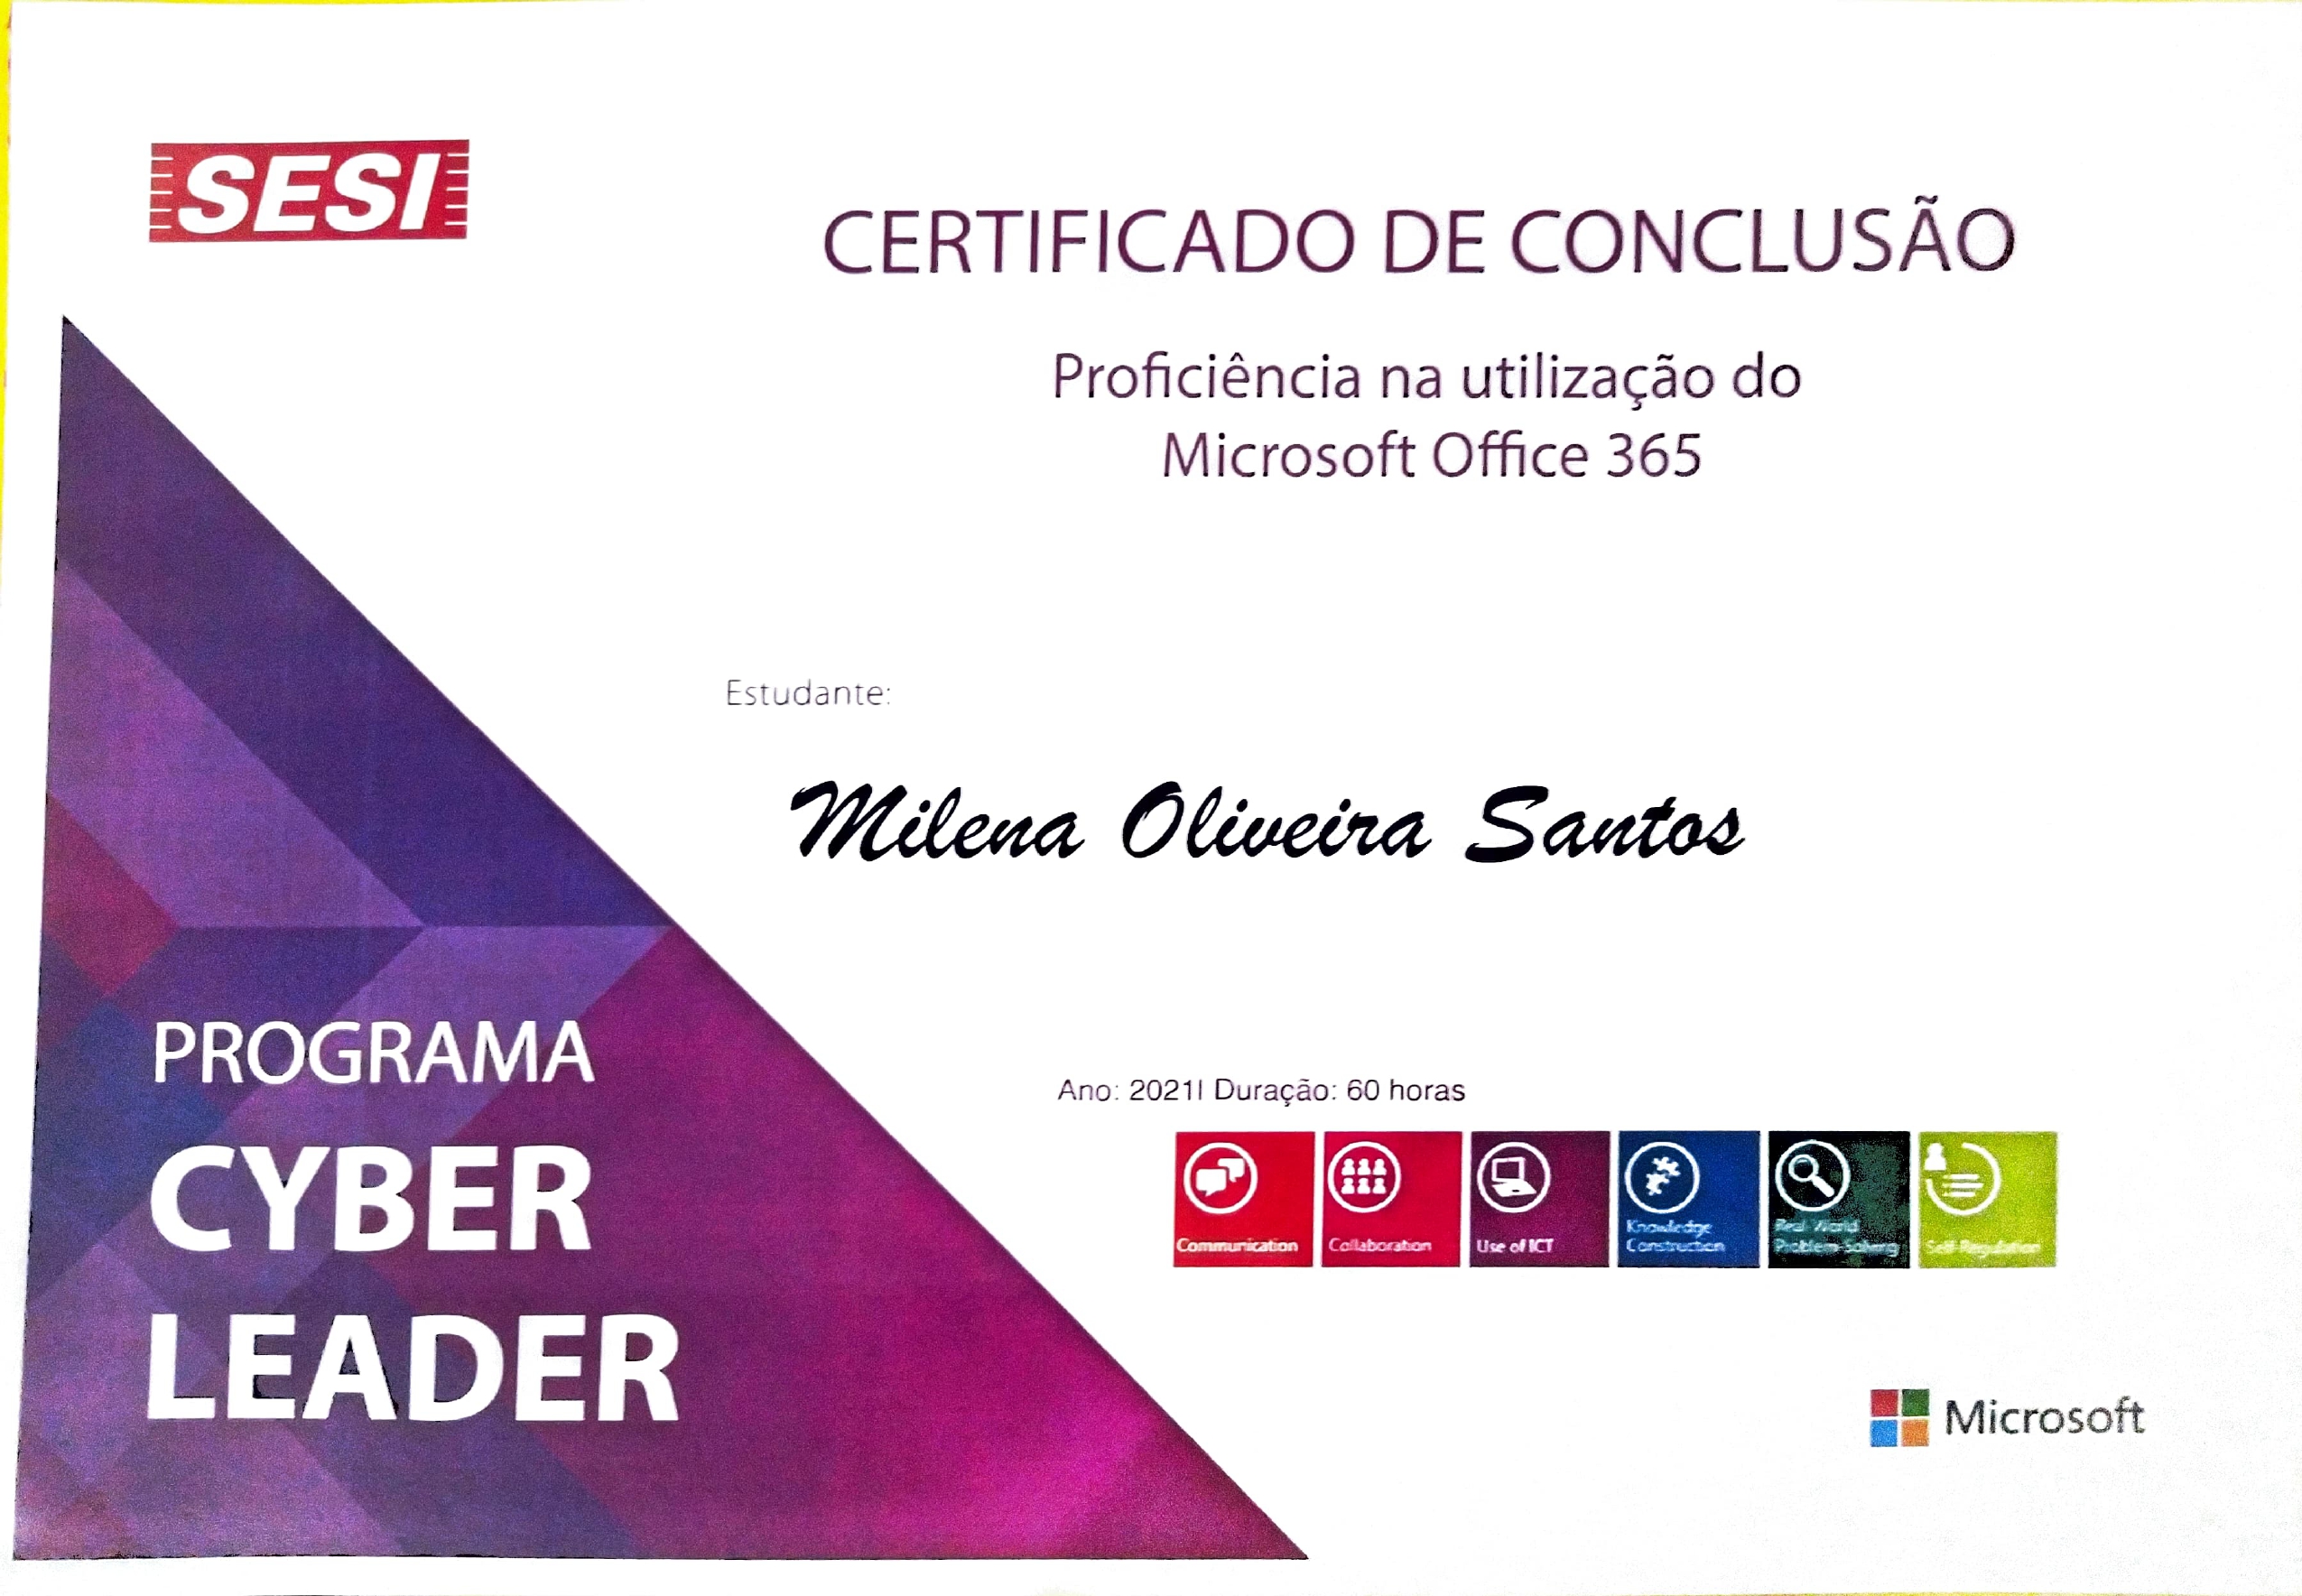 SESI
CERTIFICADO DE CONCLUSÃO
Proficiência na utilização do
Microsoft Office 365
Estudante:
Milena Oliveira Santos
PROGRAMA
CYBER
LEADER
Ano: 2021| Duração: 60 horas
Communication
Collaboration
Use of ICT
Knowledge
Construction
Real-World
Problem-Solving
Self-Regulation
Microsoft